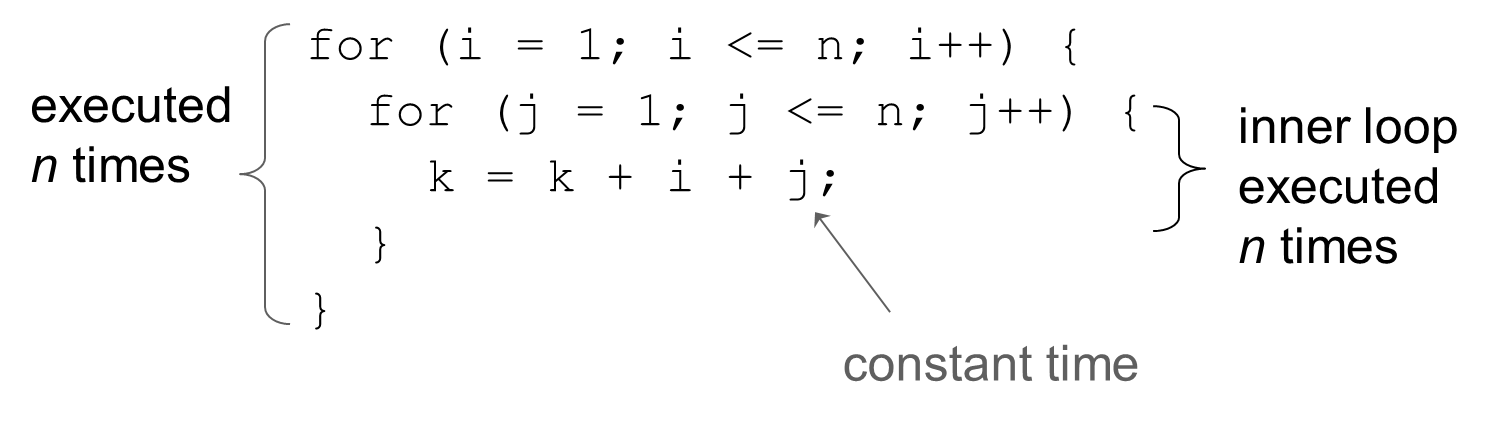 for (i = 1; i <= n; i++) {
for (j = 1; j <= n; j++) {
k = k + i + j;
}
}
executed
n times
inner loop
executed
n times
constant time